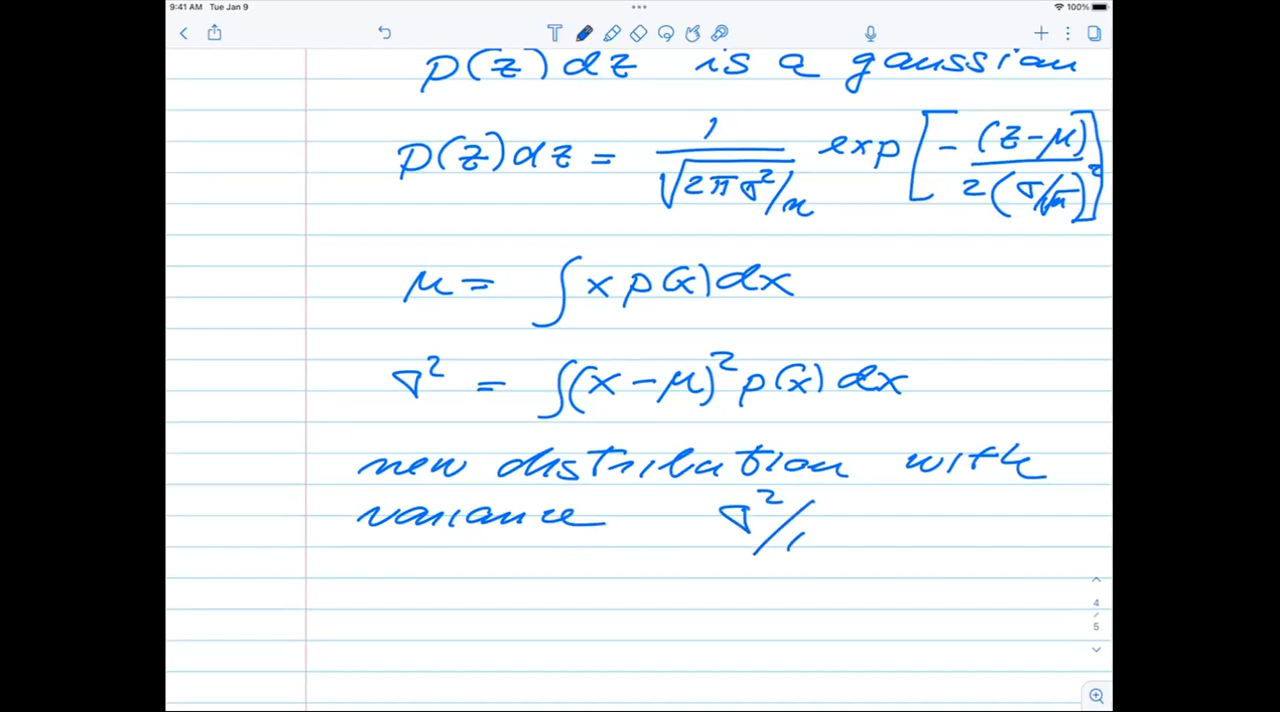 9:41 AM Tue Jan 9
100%
p(z)dz is a gaussian
p(z)dz = 1/√(2πσ²/n) exp[-(z-μ)/2(σ/√n)²]
μ = ∫ x p(x)dx
σ² = ∫(x-μ)² p(x) dx
new distribution with
variance σ²/
4
/
5